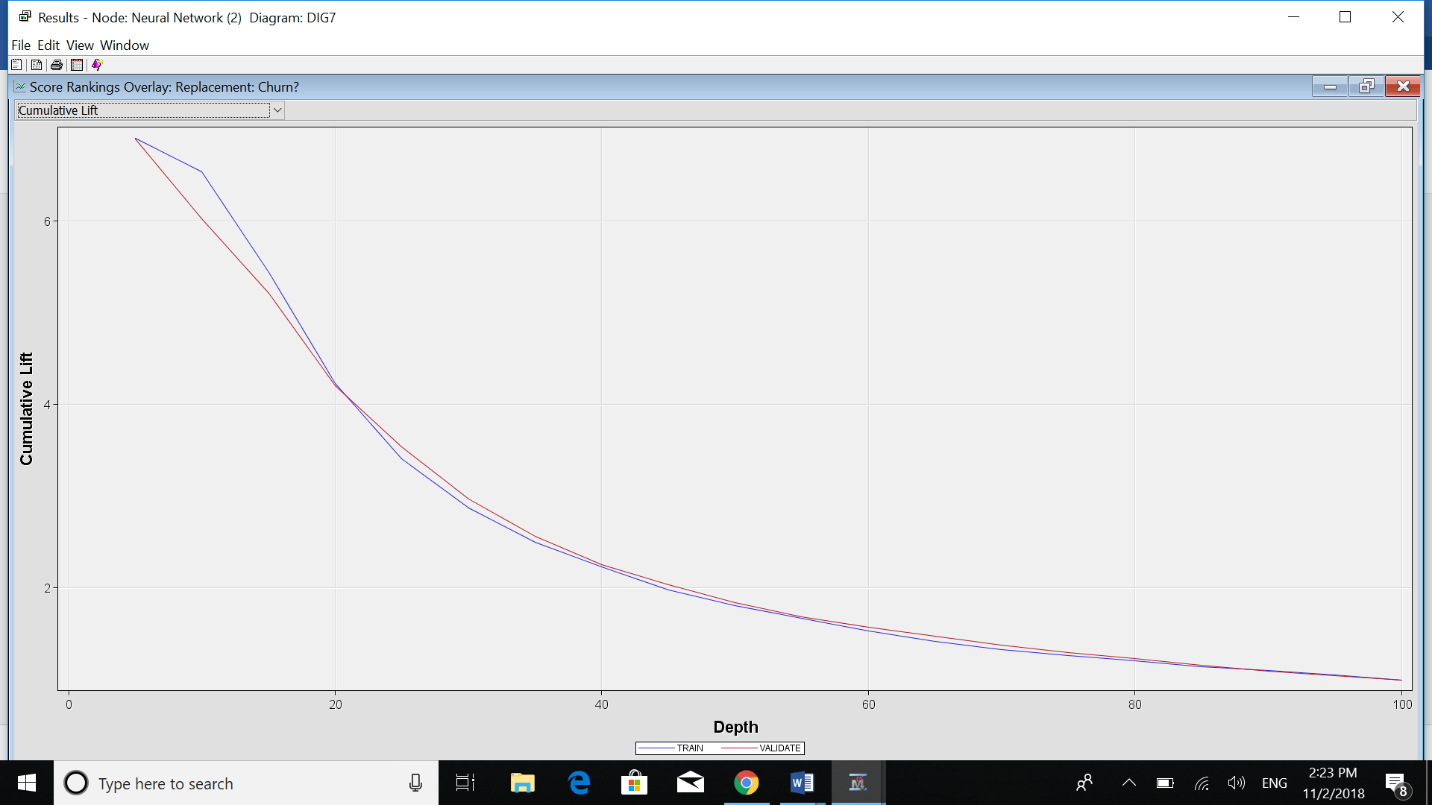 Results - Node: Neural Network (2)  Diagram: DIG7
File Edit View Window
Score Rankings Overlay: Replacement: Churn?
Cumulative Lift
6
4
2
Cumulative Lift
0 20 40 60 80 100
Depth
TRAIN VALIDATE
Type here to search
ENG
2:23 PM
11/2/2018
8